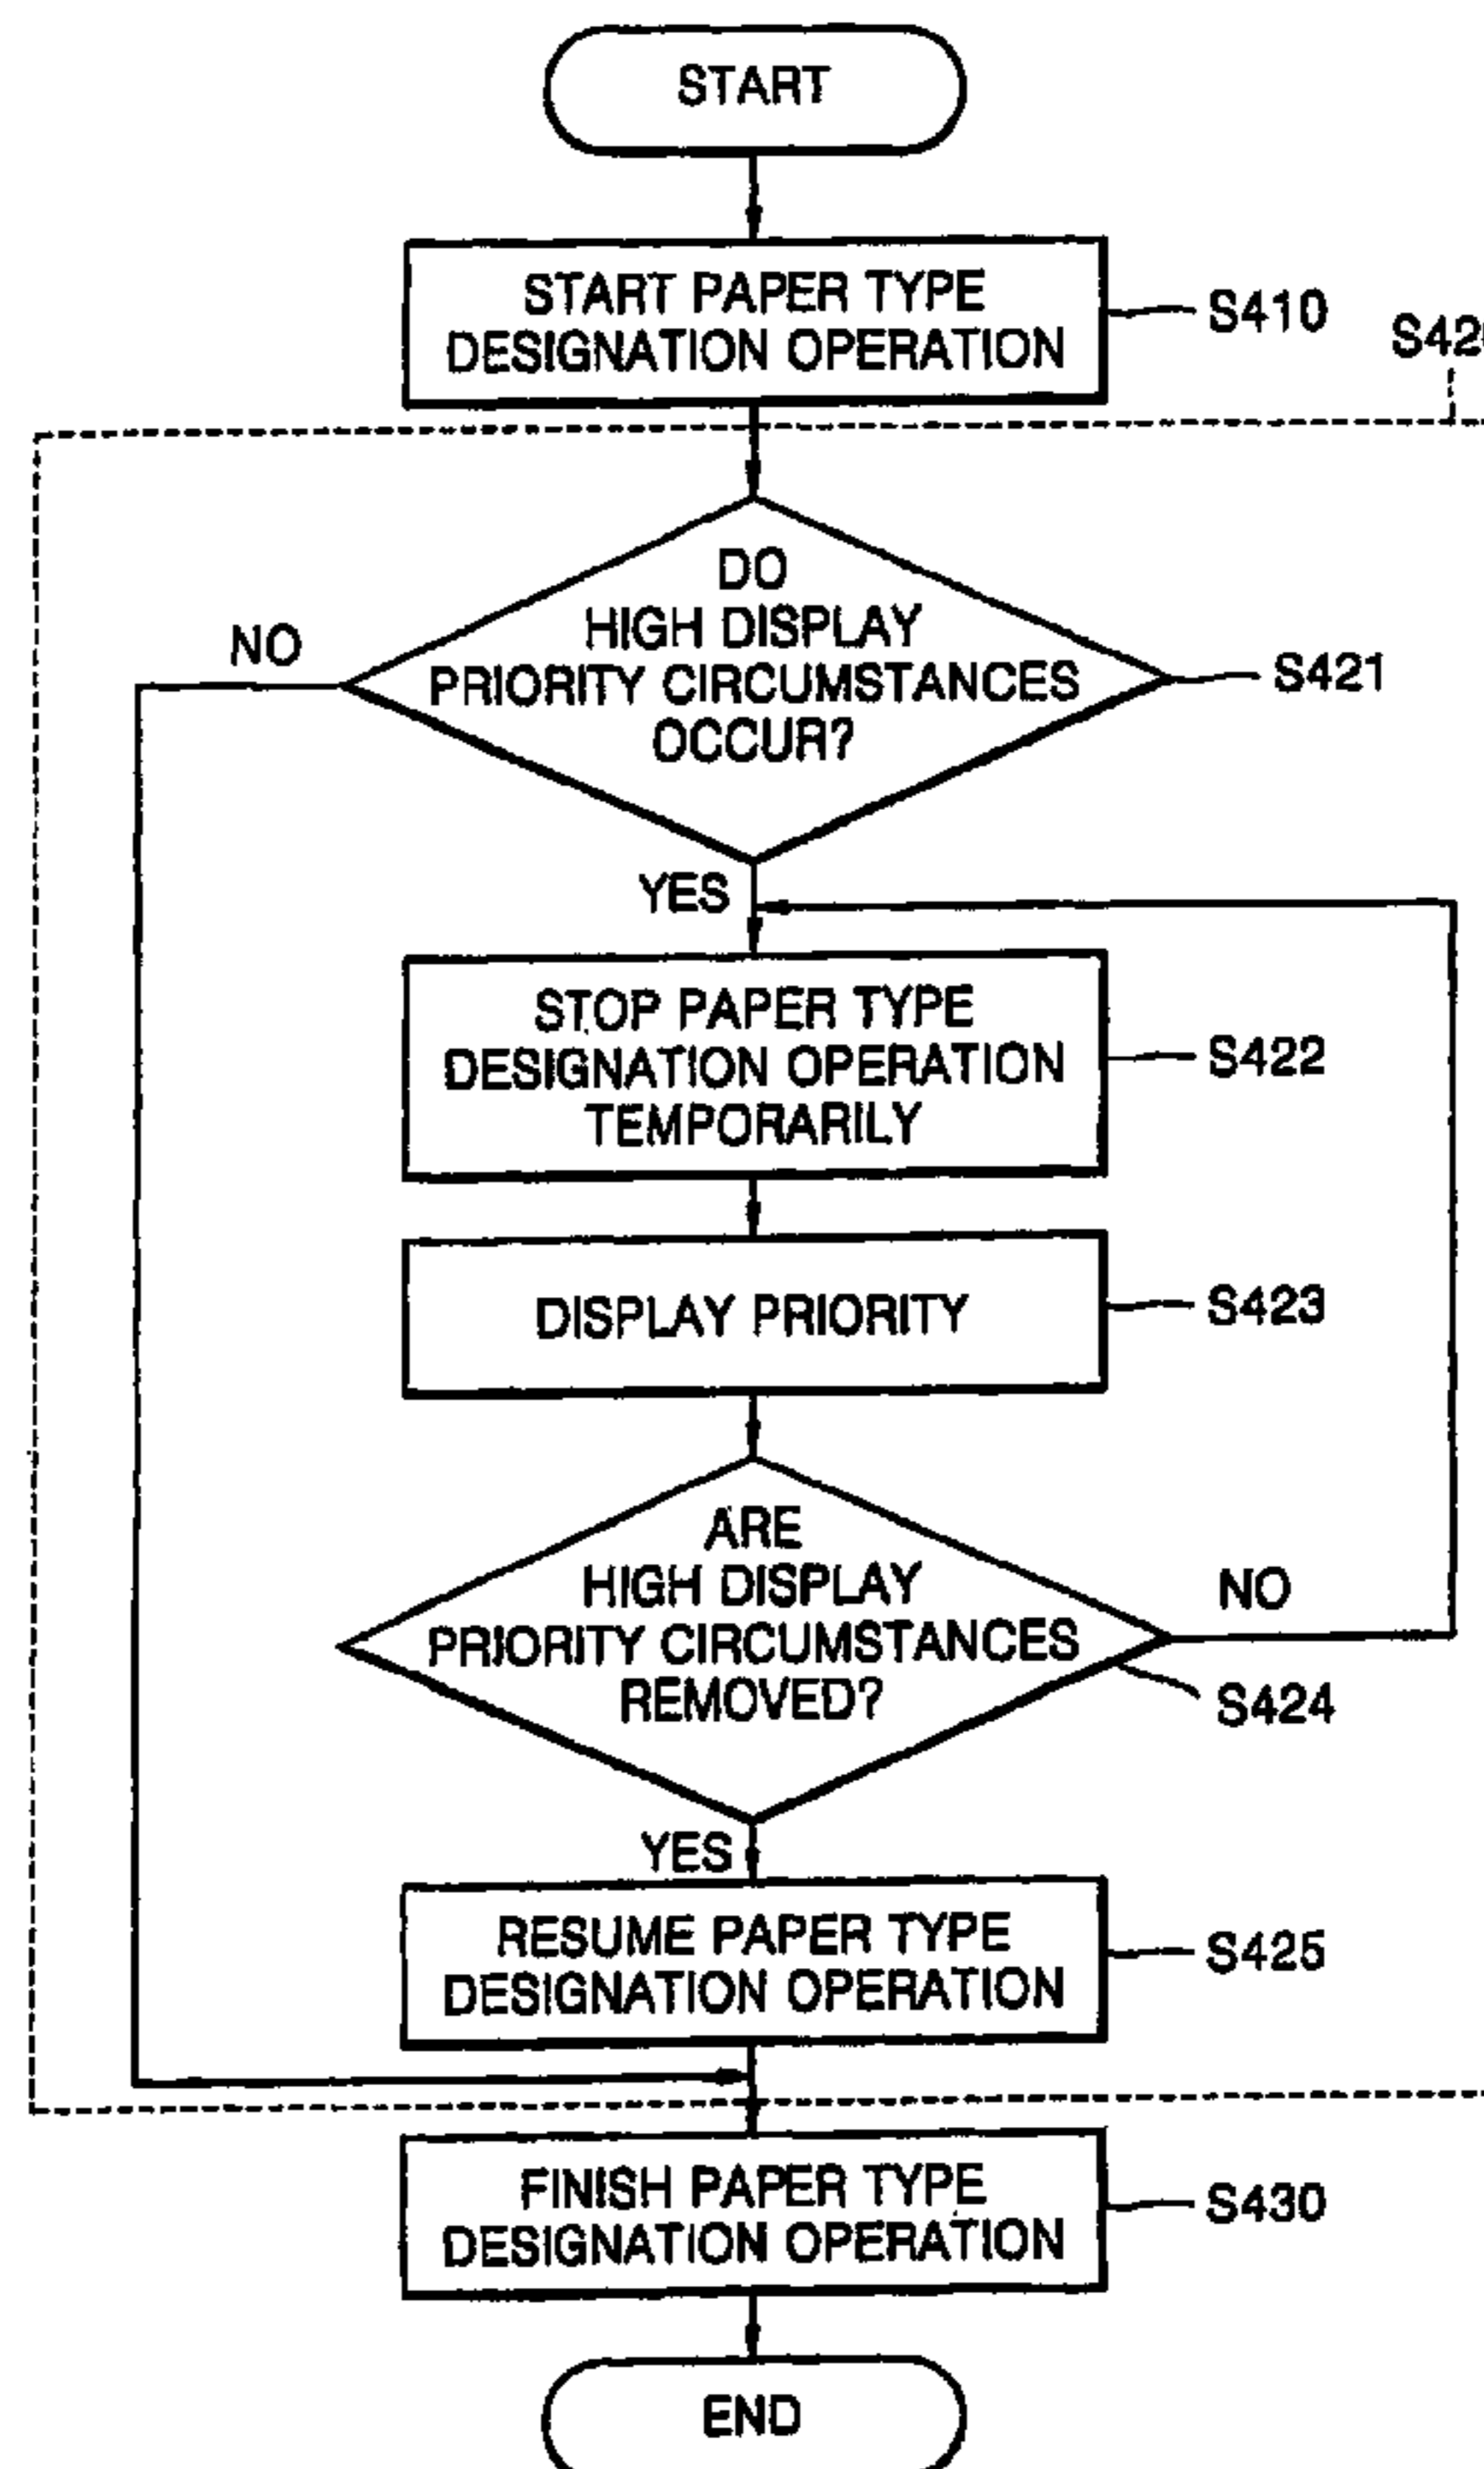 START
START PAPER TYPE
DESIGNATION OPERATION
S410
DO
HIGH DISPLAY
PRIORITY CIRCUMSTANCES
OCCUR?
NO
S421
YES
STOP PAPER TYPE
DESIGNATION OPERATION
TEMPORARILY
S422
DISPLAY PRIORITY
S423
ARE
HIGH DISPLAY
PRIORITY CIRCUMSTANCES
REMOVED?
NO
S424
YES
RESUME PAPER TYPE
DESIGNATION OPERATION
S425
FINISH PAPER TYPE
DESIGNATION OPERATION
S430
END